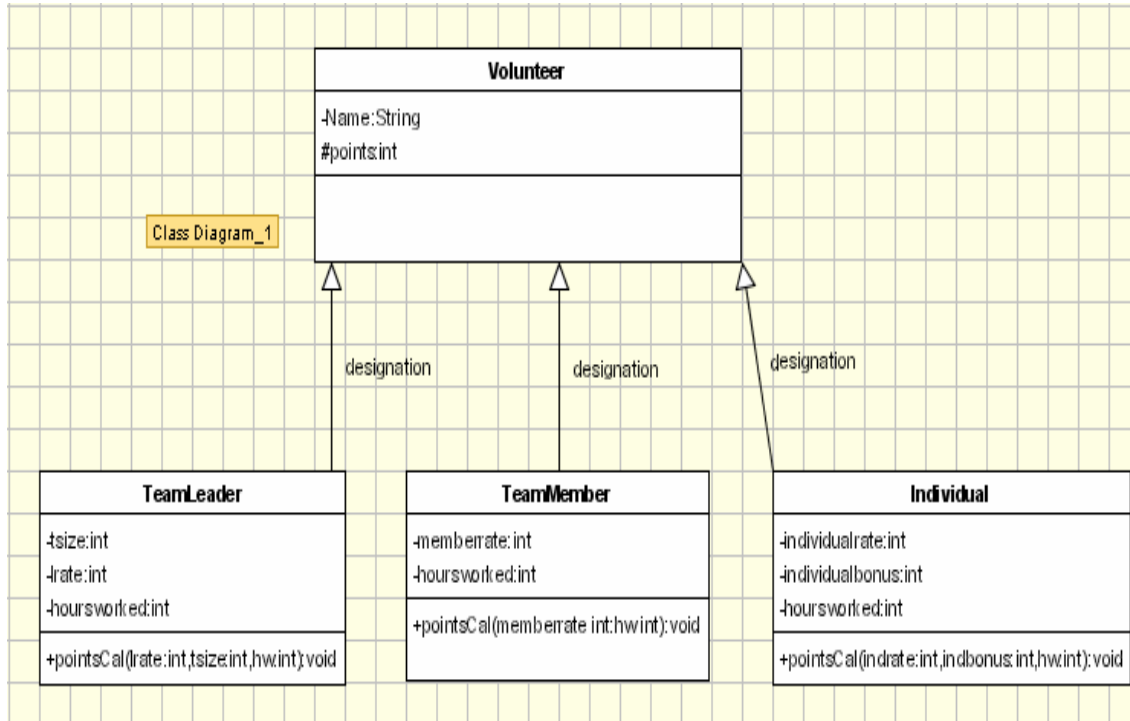 Volunteer
-Name:String
#points:int
Class Diagram_1
designation
designation
designation
TeamLeader
-tsize:int
-lrate:int
-hoursworked:int
+pointsCal(lrate:int,tsize:int,hw:int):void
TeamMember
-memberrate:int
-hoursworked:int
+pointsCal(memberrate int:hw:int):void
Individual
-individualrate:int
-individualbonus:int
-hoursworked:int
+pointsCal(indrate:int,indbonus:int,hw:int):void